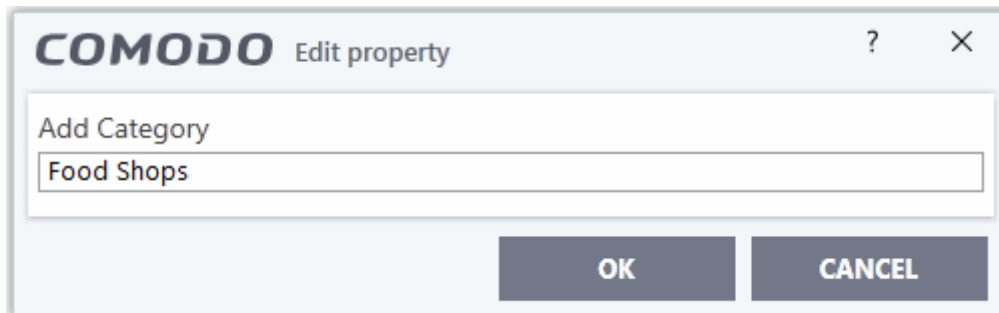 COMODO Edit property ? ×
Add Category
Food Shops
OK CANCEL